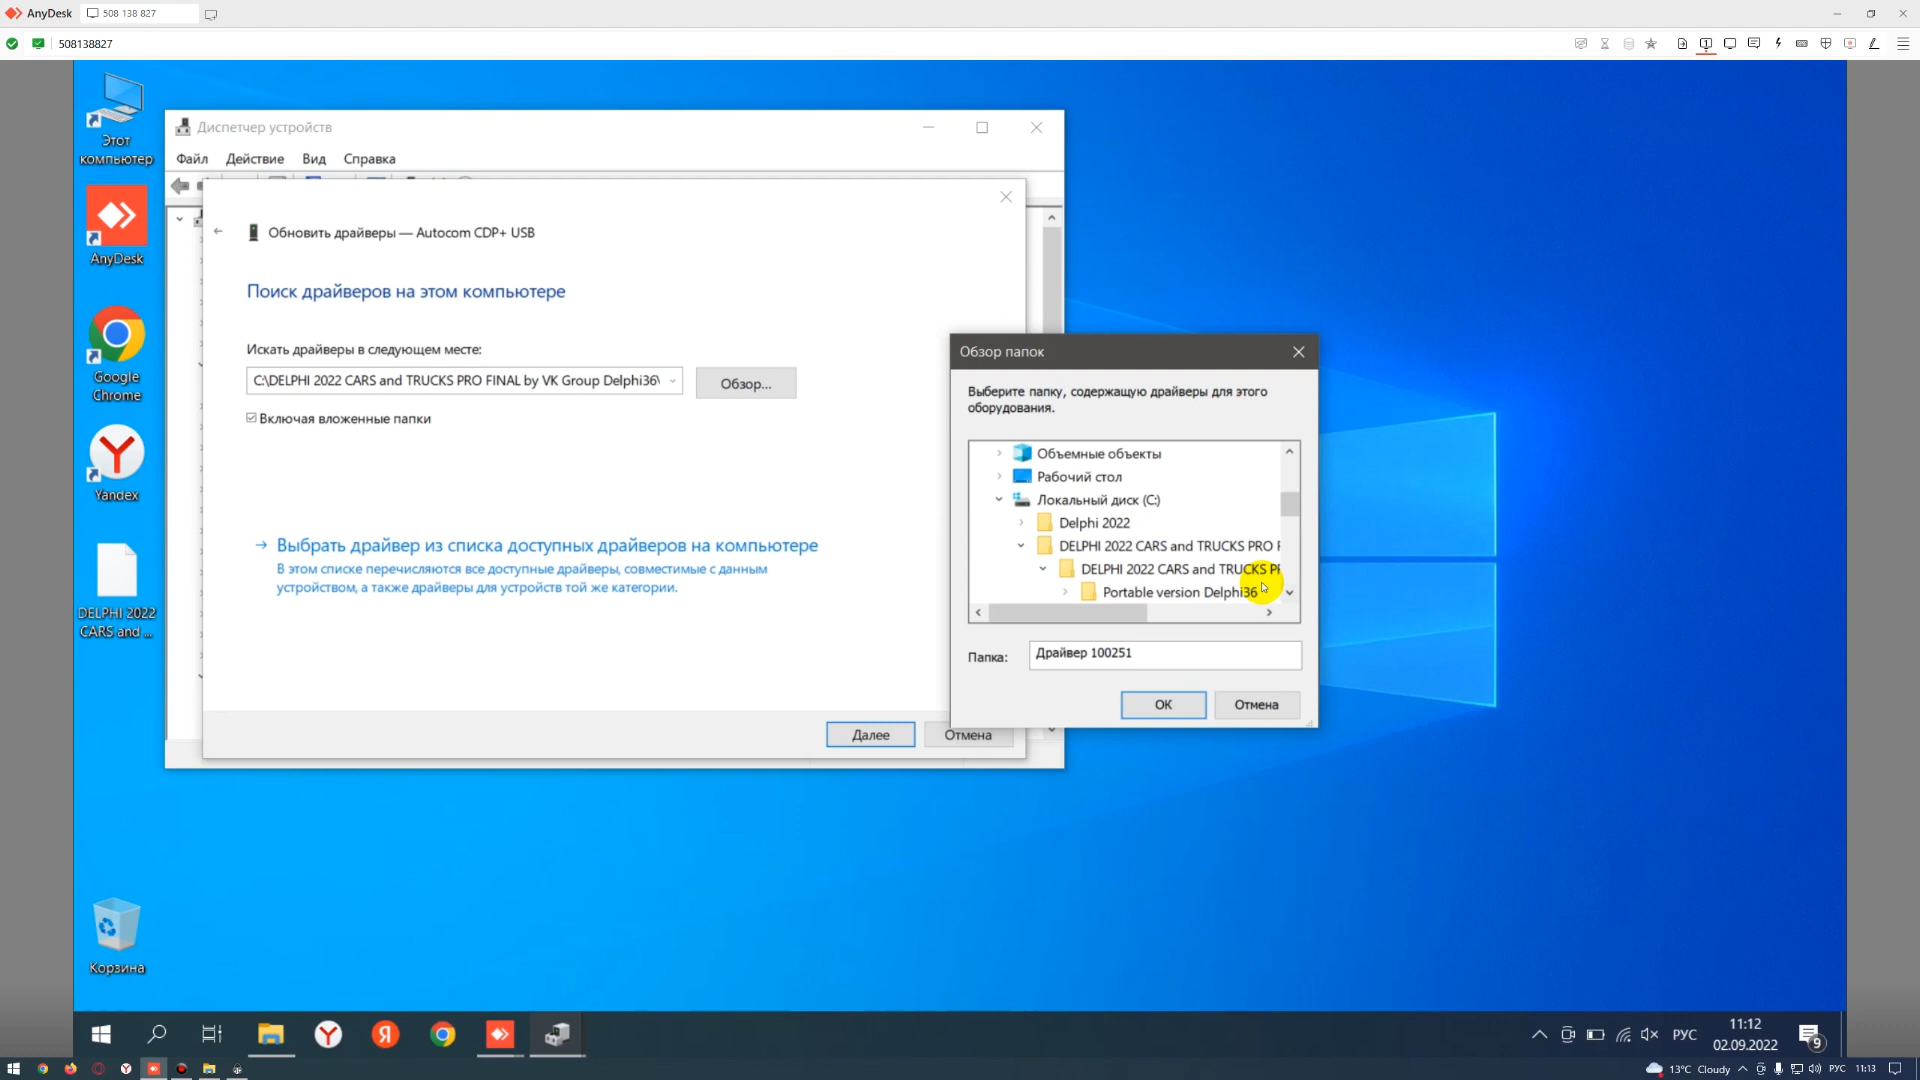 AnyDesk
508 138 827
508138827
Этот
компьютер
AnyDesk
Google
Chrome
Yandex
DELPHI 2022
CARS and ...
Корзина
Диспетчер устройств
Файл Действие Вид Справка
Обновить драйверы — Autocom CDP+ USB
Поиск драйверов на этом компьютере
Искать драйверы в следующем месте:
C:\DELPHI 2022 CARS and TRUCKS PRO FINAL by VK Group Delphi36\
Обзор...
Включая вложенные папки
Выбрать драйвер из списка доступных драйверов на компьютере
В этом списке перечисляются все доступные драйверы, совместимые с данным
устройством, а также драйверы для устройств той же категории.
Далее
Отмена
Обзор папок
Выберите папку, содержащую драйверы для этого
оборудования.
Объемные объекты
Рабочий стол
Локальный диск (C:)
Delphi 2022
DELPHI 2022 CARS and TRUCKS PRO F
DELPHI 2022 CARS and TRUCKS PF
Portable version Delphi36
Папка:
Драйвер 100251
OK
Отмена
РУС
11:12
02.09.2022
9
13°C Cloudy
РУС
11:13